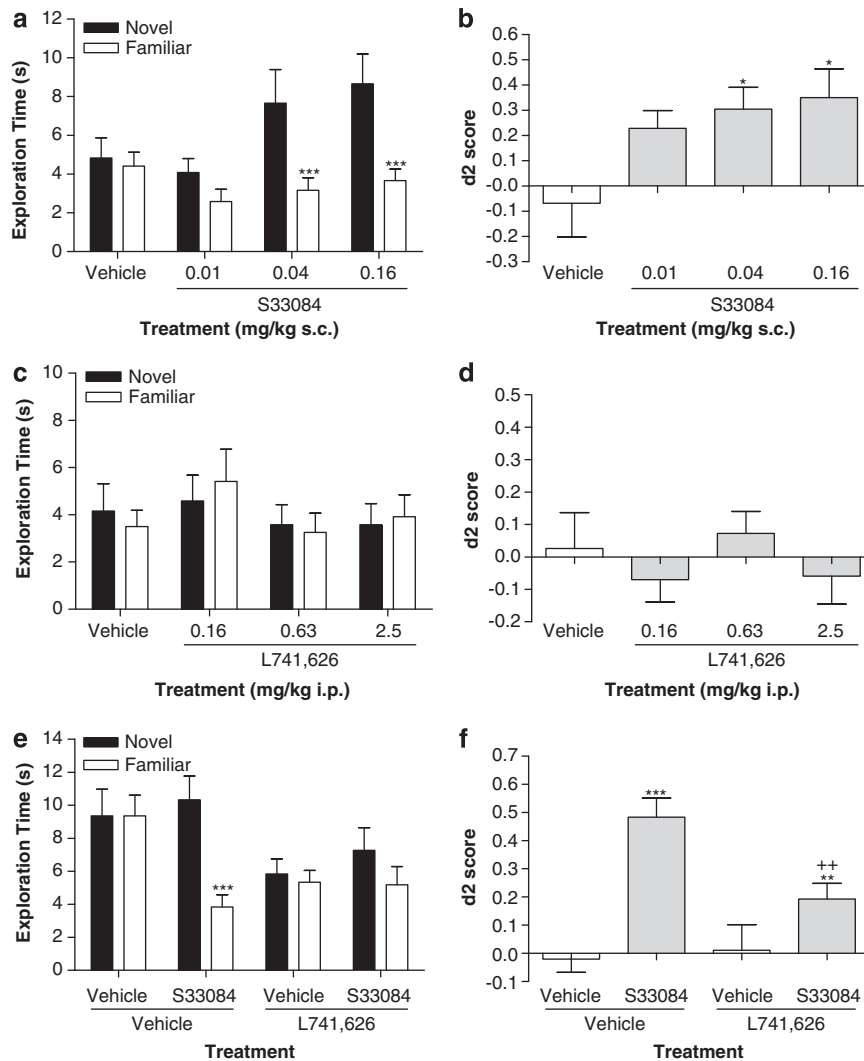 a
Exploration Time (s)
12
10
8
6
4
2
0
Novel
Familiar
***
***
Vehicle
0.01
0.04
0.16
S33084
Treatment (mg/kg s.c.)
b
d2 score
0.6
0.5
0.4
0.3
0.2
0.1
-0.0
-0.1
-0.2
-0.3
*
*
Vehicle
0.01
0.04
0.16
S33084
Treatment (mg/kg s.c.)
c
Exploration Time (s)
10
8
6
4
2
0
Novel
Familiar
Vehicle
0.16
0.63
2.5
L741,626
Treatment (mg/kg i.p.)
d
d2 score
0.5
0.4
0.3
0.2
0.1
0.0
-0.1
-0.2
Vehicle
0.16
0.63
2.5
L741,626
Treatment (mg/kg i.p.)
e
Exploration Time (s)
14
12
10
8
6
4
2
0
Novel
Familiar
***
Vehicle
S33084
Vehicle
S33084
Vehicle
L741,626
Treatment
f
d2 score
0.7
0.6
0.5
0.4
0.3
0.2
0.1
0.0
-0.1
***
++
**
Vehicle
S33084
Vehicle
S33084
Vehicle
L741,626
Treatment